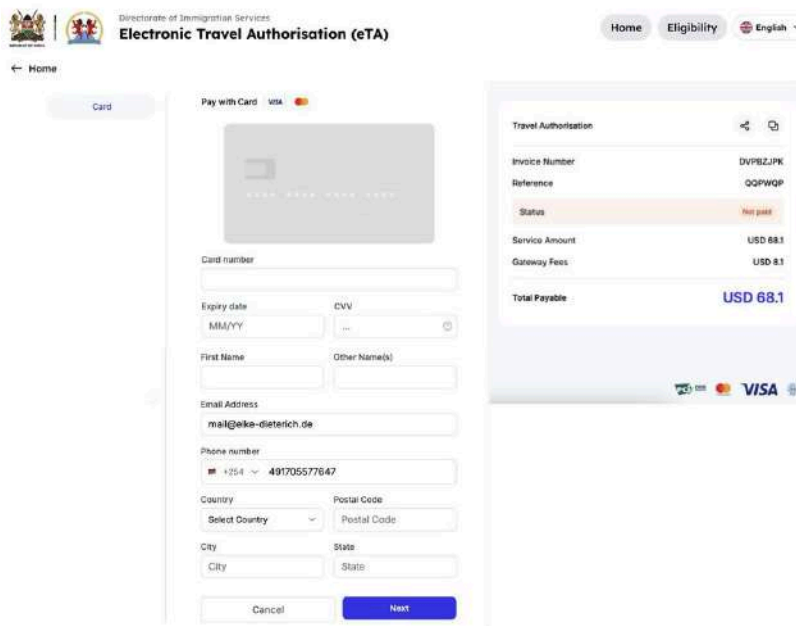 Directorate of Immigration Services
Electronic Travel Authorisation (eTA)
Home
Eligibility
English
← Home
Card
Pay with Card VISA
Card number
Expiry date
CVV
MM/YY
...
First Name
Other Name(s)
Email Address
mail@elke-dieterich.de
Phone number
+254 491705577647
Country
Postal Code
Select Country
Postal Code
City
State
City
State
Cancel
Next
Travel Authorisation
Invoice Number DVPBZJPK
Reference QQPWQP
Status Not paid
Service Amount USD 68.1
Gateway Fees USD 8.1
Total Payable USD 68.1
PCI
VISA